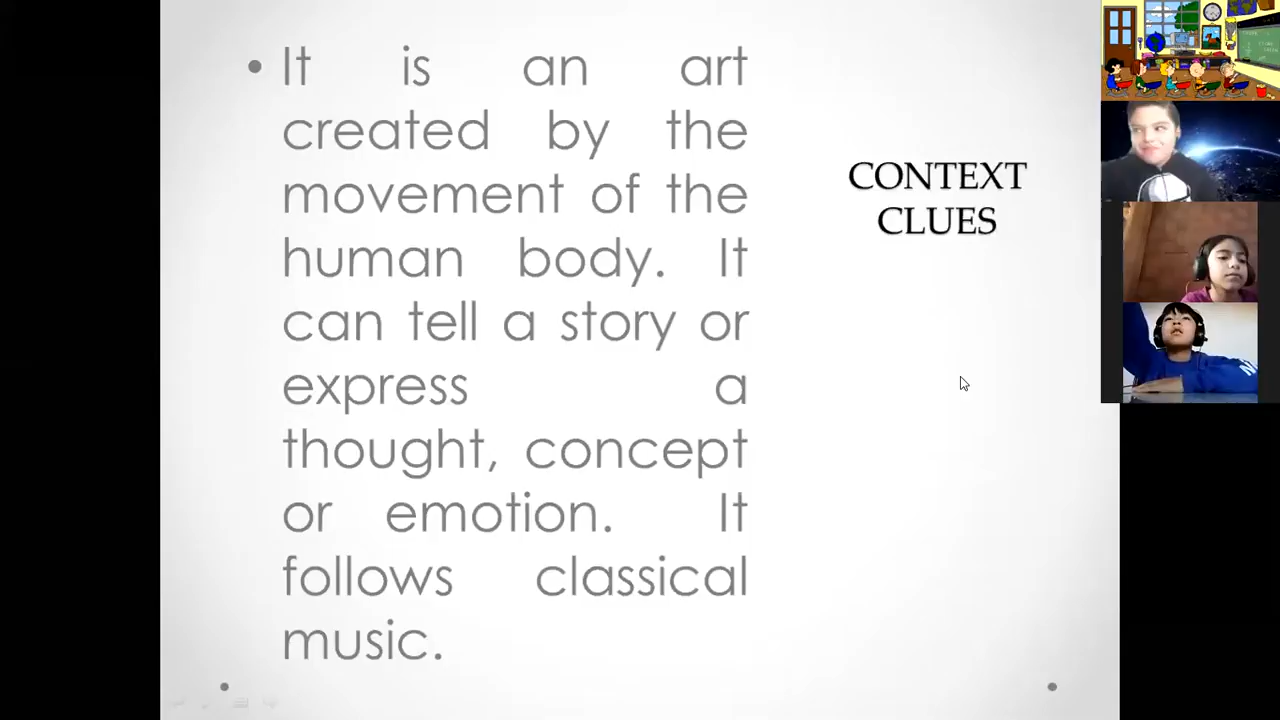 It is an art
created by the
movement of the
human body. It
can tell a story or
express a
thought, concept
or emotion. It
follows classical
music.
CONTEXT
CLUES